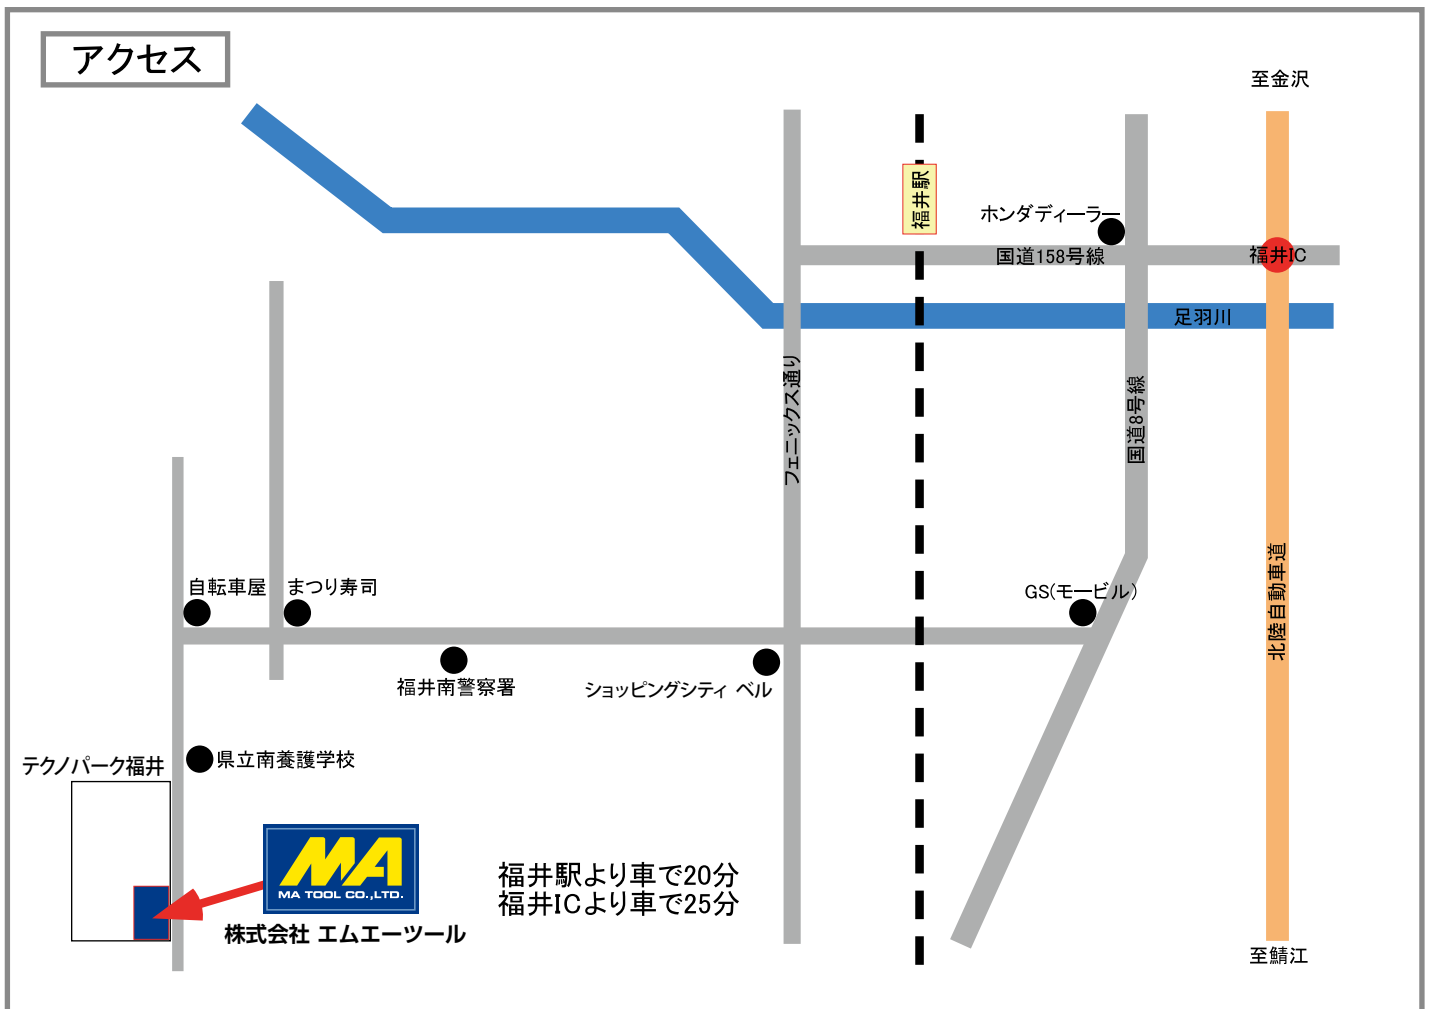 アクセス
至金沢
福井駅
ホンダディーラー
国道158号線
福井IC
足羽川
フェニックス通り
国道8号線
北陸自動車道
自転車屋
まつり寿司
GS(モービル)
福井南警察署
ショッピングシティ ベル
県立南養護学校
テクノパーク福井
MA
MA TOOL CO.,LTD.
株式会社 エムエーツール
福井駅より車で20分
福井ICより車で25分
至鯖江